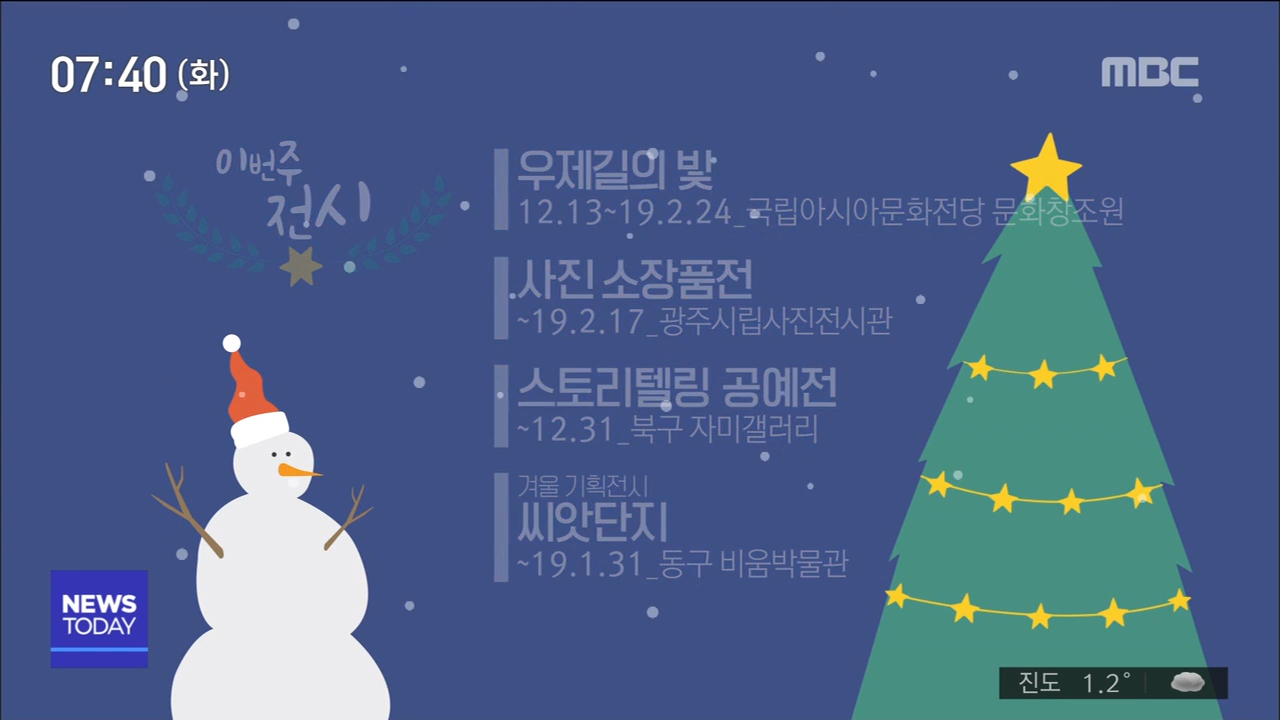 07:40 (화)
MBC
이번주
전시
우제길의 빛
12.13~19.2.24_국립아시아문화전당 문화창조원
사진 소장품전
~19.2.17_광주시립사진전시관
스토리텔링 공예전
~12.31_북구 자미갤러리
겨울 기획전시
씨앗단지
~19.1.31_동구 비움박물관
NEWS
TODAY
진도 1.2°